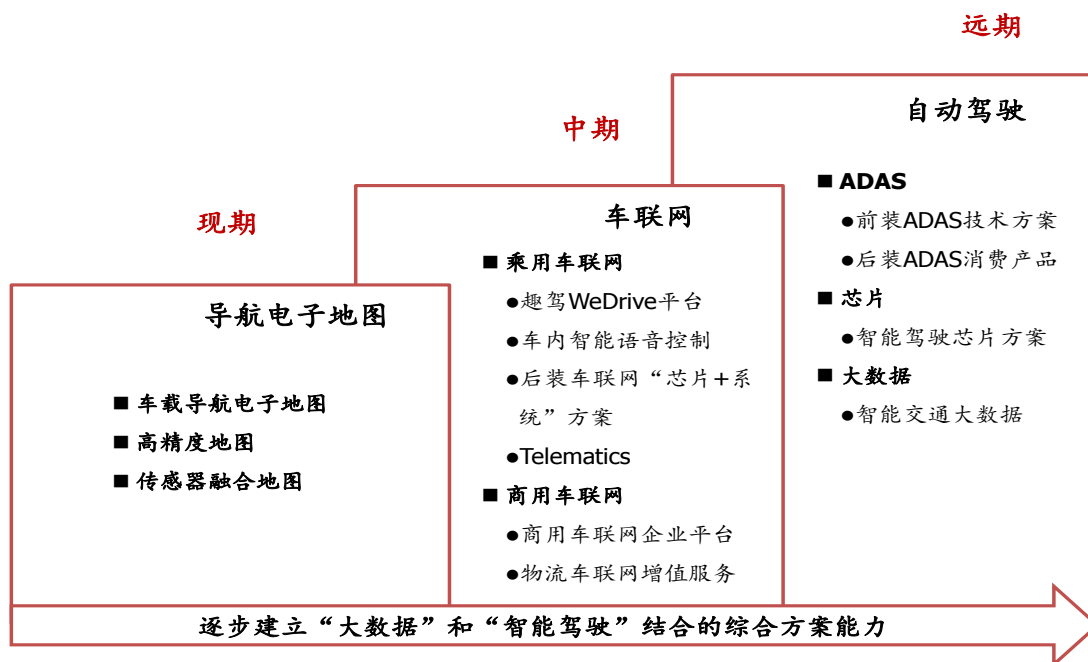 现期
导航电子地图
■ 车载导航电子地图
■ 高精度地图
■ 传感器融合地图
中期
车联网
■ 乘用车联网
●趣驾WeDrive平台
●车内智能语音控制
●后装车联网“芯片+系
统”方案
●Telematics
■ 商用车联网
●商用车联网企业平台
●物流车联网增值服务
远期
自动驾驶
■ ADAS
●前装ADAS技术方案
●后装ADAS消费产品
■ 芯片
●智能驾驶芯片方案
■ 大数据
●智能交通大数据
逐步建立“大数据”和“智能驾驶”结合的综合方案能力